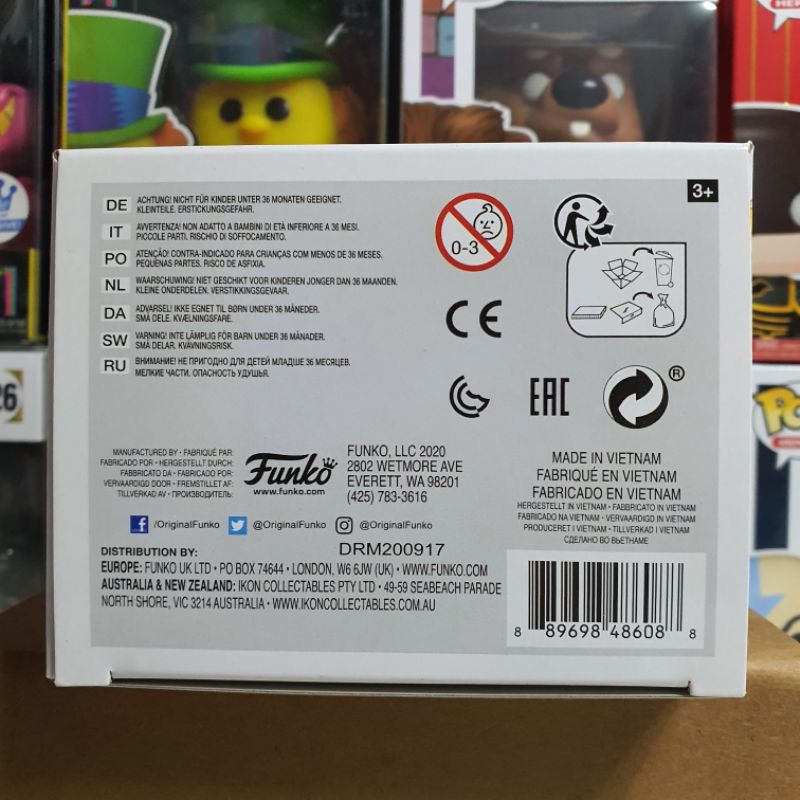 3+
DE ACHTUNG! NICHT FÜR KINDER UNTER 36 MONATEN GEEIGNET.
KLEINTEILE. ERSTICKUNGSGEFAHR.
IT AVVERTENZA! NON ADATTO A BAMBINI DI ETÀ INFERIORE A 36 MESI.
PICCOLE PARTI. RISCHIO DI SOFFOCAMENTO.
PO ATENÇÃO! CONTRA-INDICADO PARA CRIANÇAS COM MENOS DE 36 MESES.
PEQUENAS PARTES. RISCO DE ASFIXIA.
NL WAARSCHUWING! NIET GESCHIKT VOOR KINDEREN JONGER DAN 36 MAANDEN.
KLEINE ONDERDELEN. VERSTIKKINGSGEVAAR.
DA ADVARSEL! IKKE EGNET TIL BØRN UNDER 36 MÅNEDER.
SMÅ DELE. KVÆLNINGSFARE.
SW VARNING! INTE LÄMPLIG FÖR BARN UNDER 36 MÅNADER.
SMÅ DELAR. KVÄVNINGSRISK.
RU ВНИМАНИЕ! НЕ ПРИГОДНО ДЛЯ ДЕТЕЙ МЛАДШЕ 36 МЕСЯЦЕВ.
МЕЛКИЕ ЧАСТИ. ОПАСНОСТЬ УДУШЬЯ.
0-3
CE
EAC
®
MANUFACTURED BY • FABRIQUÉ PAR:
FABRICADO POR • HERGESTELLT DURCH:
FABBRICATO DA • FABRICADO POR:
VERVAARDIGD DOOR • FREMSTILLET AF:
TILLVERKAD AV • ПРОИЗВОДИТЕЛЬ:
Funko
www.funko.com
FUNKO, LLC 2020
2802 WETMORE AVE
EVERETT, WA 98201
(425) 783-3616
MADE IN VIETNAM
FABRIQUÉ EN VIETNAM
FABRICADO EN VIETNAM
HERGESTELLT IN VIETNAM • FABBRICATO IN VIETNAM
FABRICADO NA VIETNAM • VERVAARDIGD IN VIETNAM
PRODUCERET I VIETNAM • TILLVERKAD I VIETNAM
СДЕЛАНО ВО ВЬЕТНАМЕ
/OriginalFunko @OriginalFunko @OriginalFunko
DRM200917
DISTRIBUTION BY:
EUROPE: FUNKO UK LTD • PO BOX 74644 • LONDON, W6 6JW (UK) • WWW.FUNKO.COM
AUSTRALIA & NEW ZEALAND: IKON COLLECTABLES PTY LTD • 49-59 SEABEACH PARADE
NORTH SHORE, VIC 3214 AUSTRALIA • WWW.IKONCOLLECTABLES.COM.AU
8 89698 48608 8